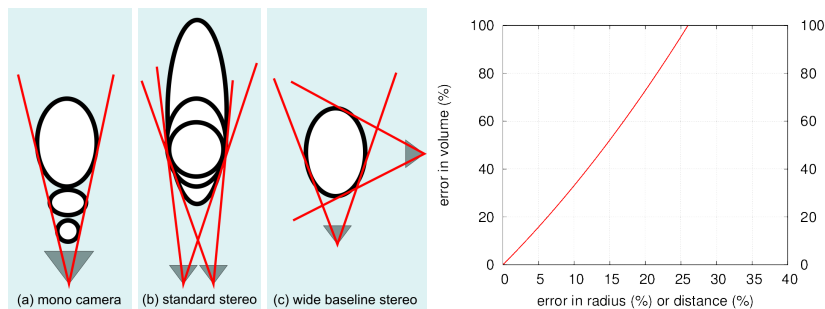 (a) mono camera
(b) standard stereo
(c) wide baseline stereo
error in volume (%)
100
80
60
40
20
0
100
80
60
40
20
0
0 5 10 15 20 25 30 35 40
error in radius (%) or distance (%)